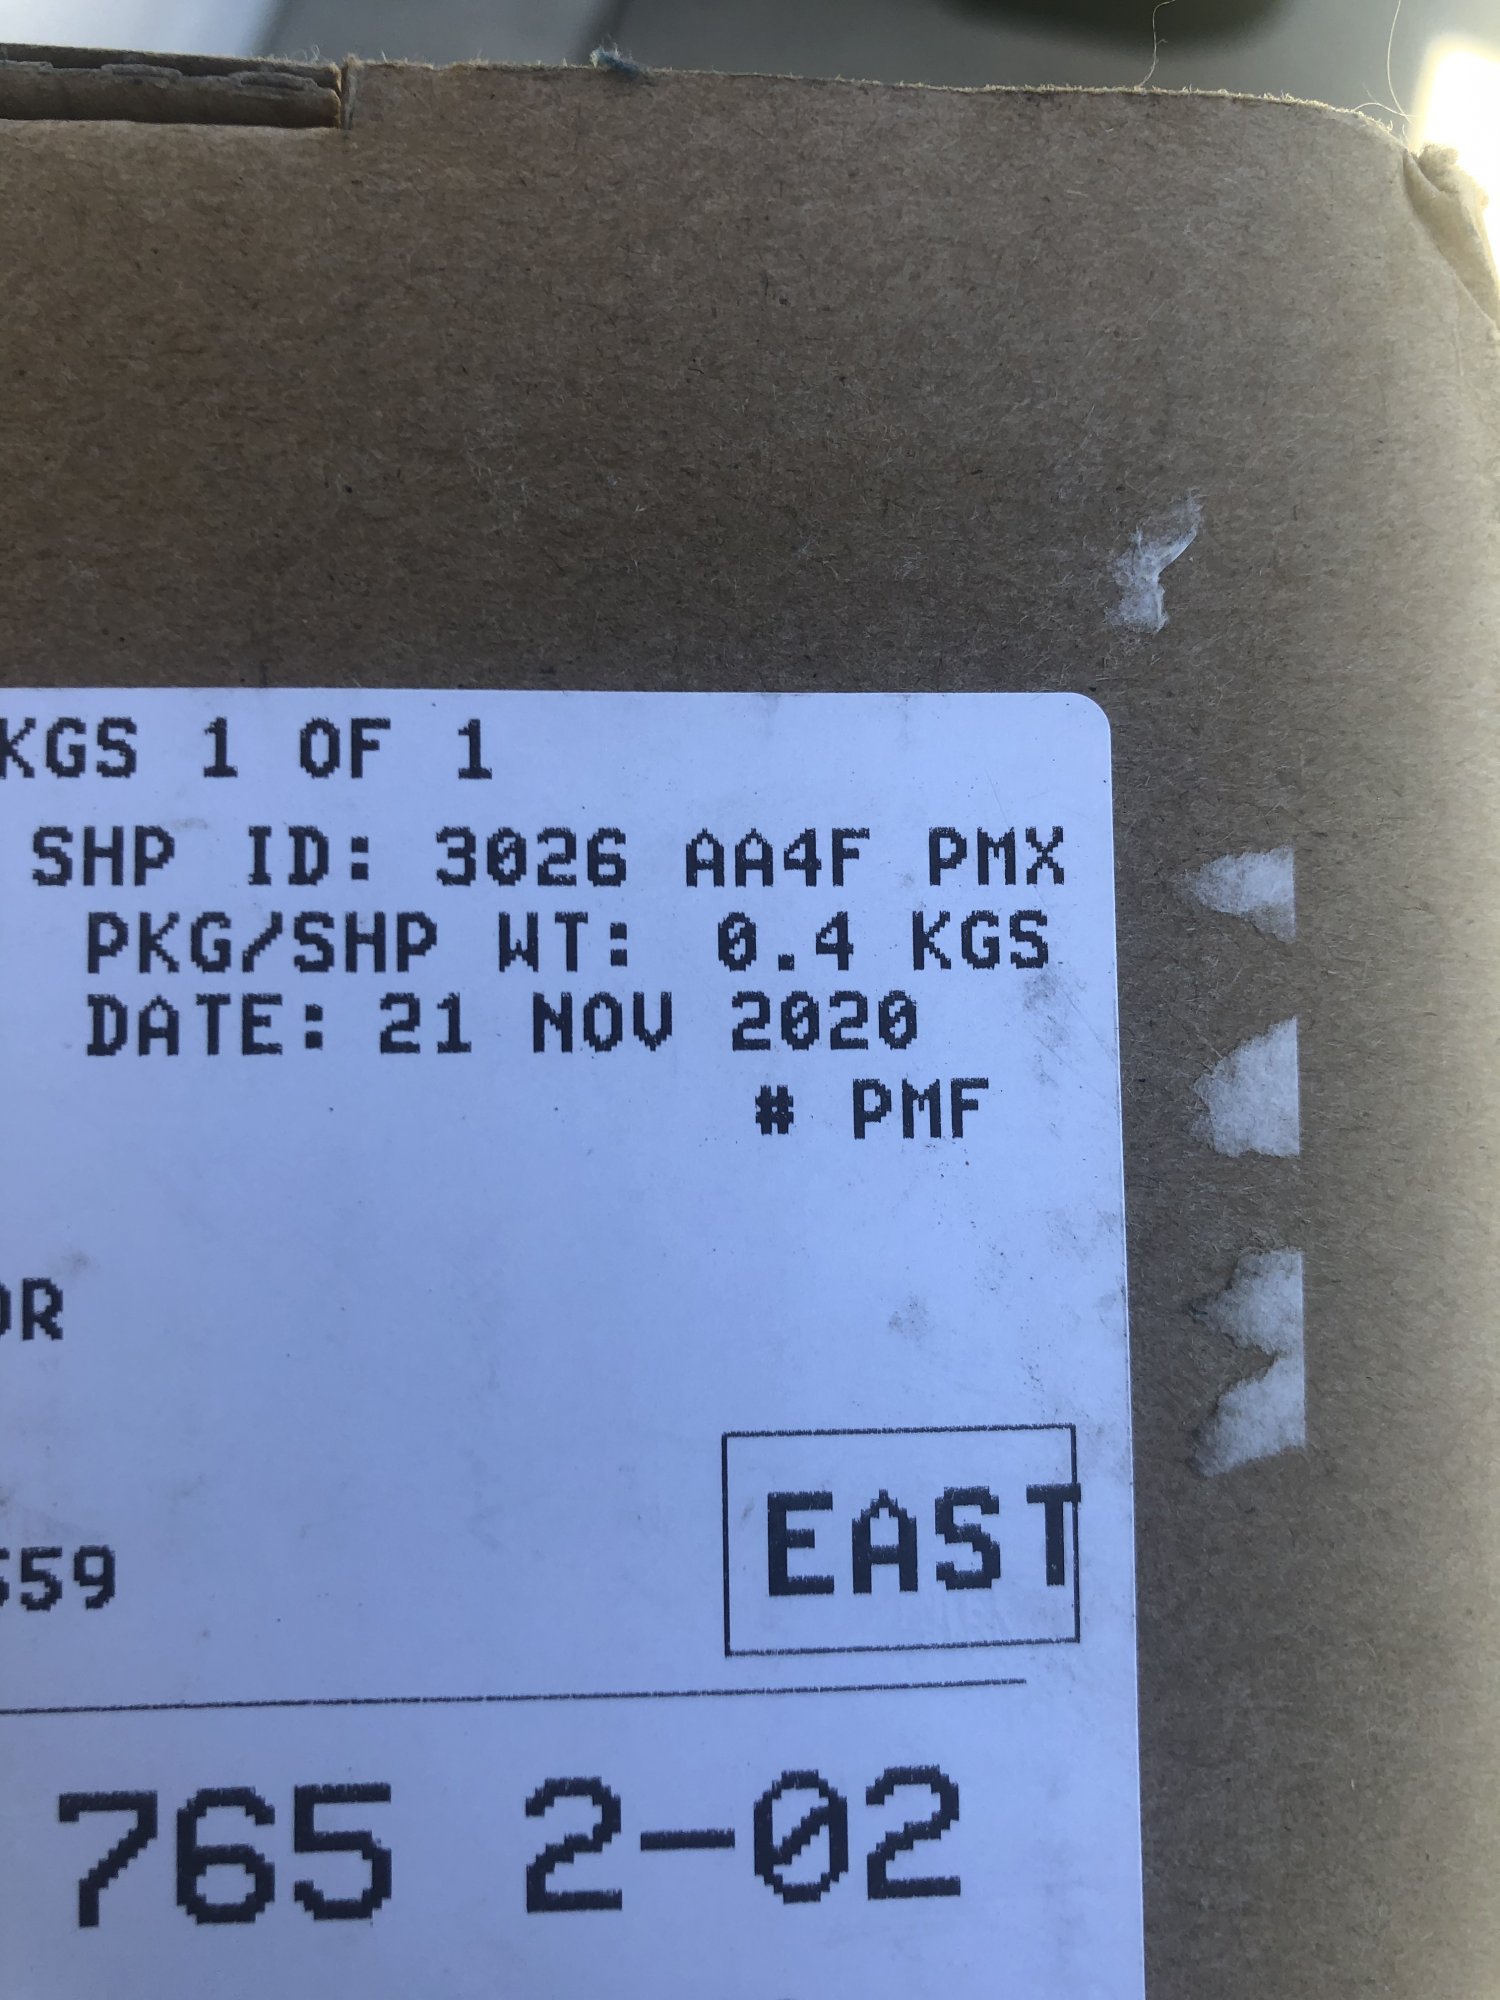 KGS 1 OF 1
SHP ID: 3026 AA4F PMX
PKG/SHP WT: 0.4 KGS
DATE: 21 NOV 2020
# PMF
OR
559
EAST
765 2-02